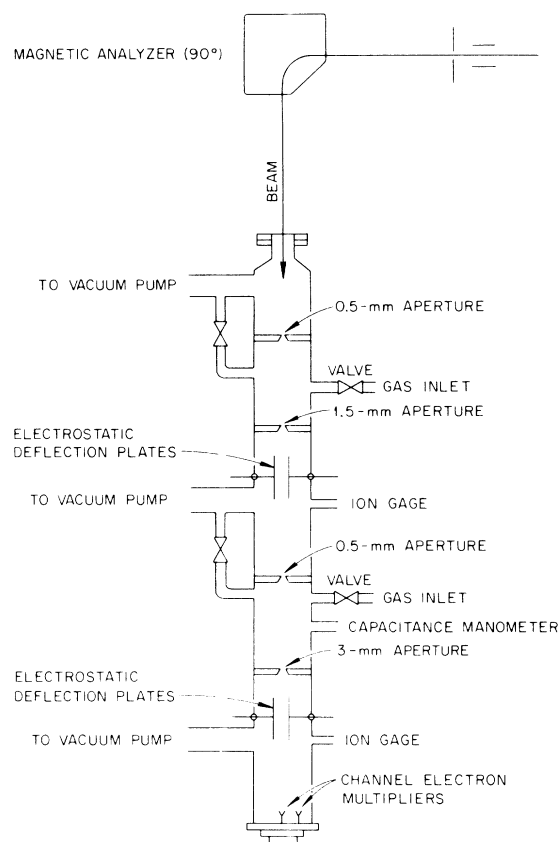 MAGNETIC ANALYZER (90°)
BEAM
TO VACUUM PUMP
0.5-mm APERTURE
VALVE
GAS INLET
1.5-mm APERTURE
ELECTROSTATIC
DEFLECTION PLATES
TO VACUUM PUMP
ION GAGE
0.5-mm APERTURE
VALVE
GAS INLET
CAPACITANCE MANOMETER
3-mm APERTURE
ELECTROSTATIC
DEFLECTION PLATES
TO VACUUM PUMP
ION GAGE
CHANNEL ELECTRON
MULTIPLIERS